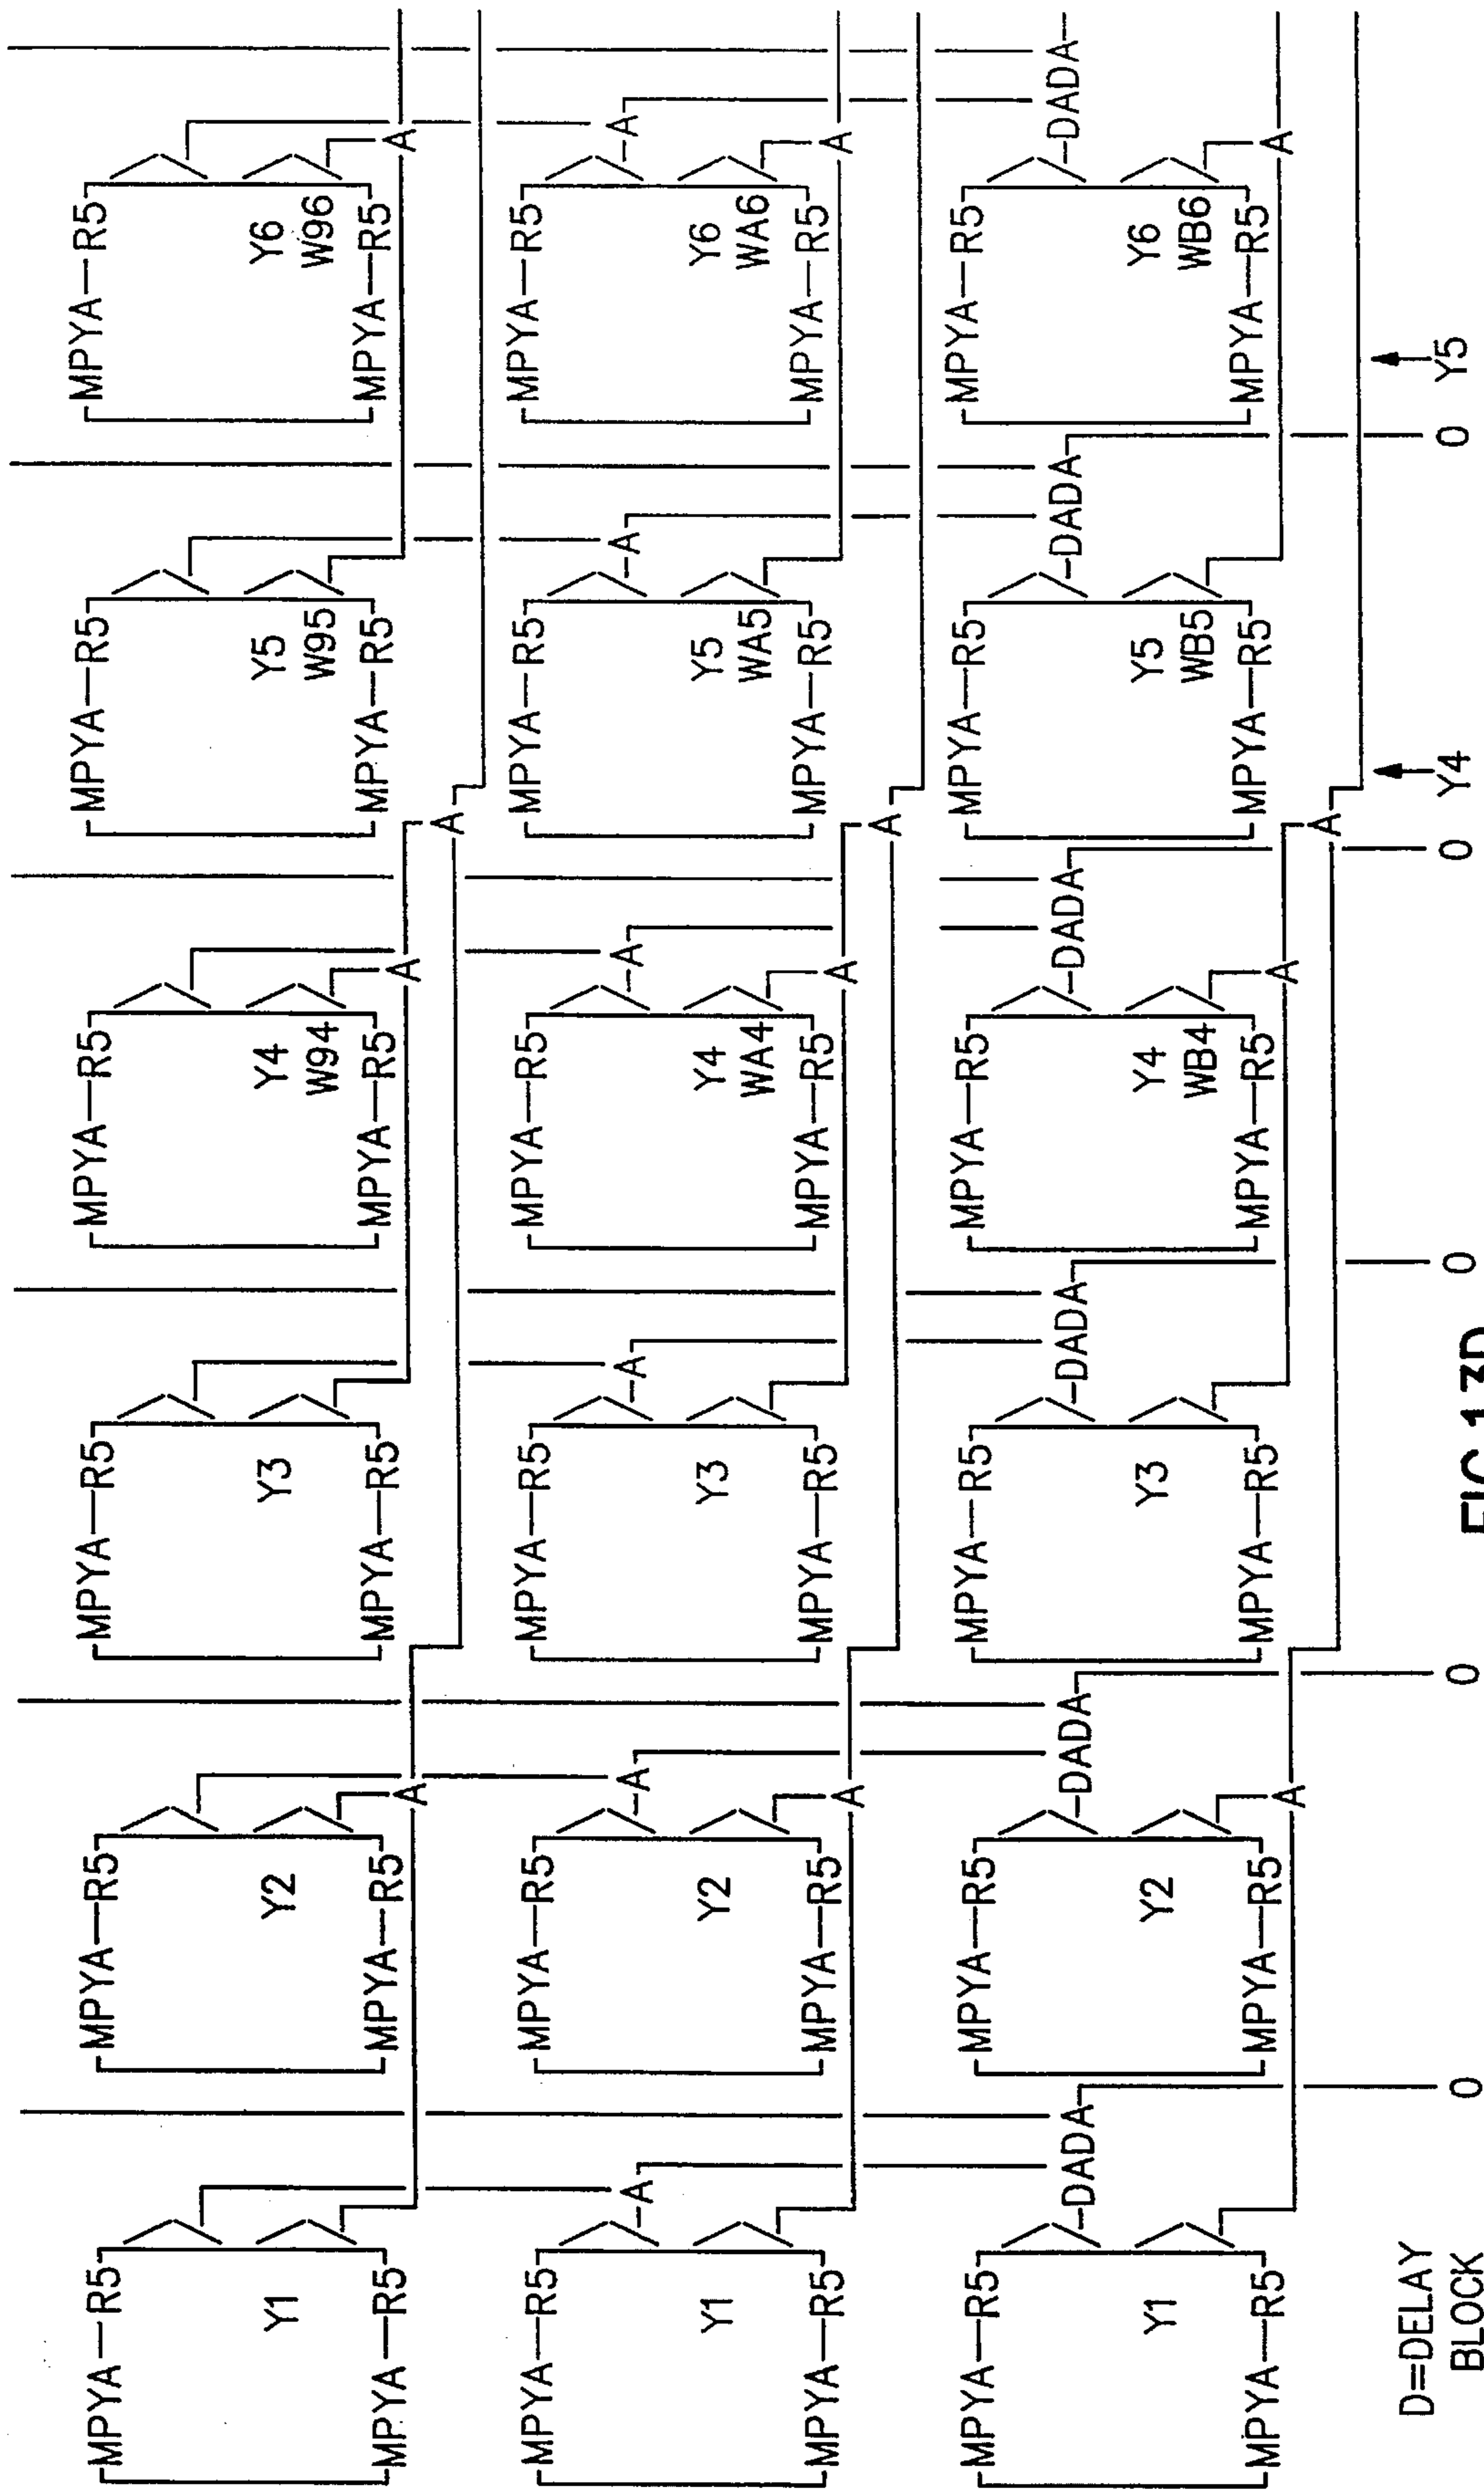 MPYA—R5 MPYA—R5 MPYA—R5 MPYA—R5 MPYA—R5 MPYA—R5
Y1 Y2 Y3 Y4 Y5 Y6
W94 W95 W96
MPYA—R5 MPYA—R5 MPYA—R5 MPYA—R5 MPYA—R5 MPYA—R5
A A A
A
MPYA—R5 MPYA—R5 MPYA—R5 MPYA—R5 MPYA—R5 MPYA—R5
A A A A A A
Y1 Y2 Y3 Y4 Y5 Y6
WA4 WA5 WA6
MPYA—R5 MPYA—R5 MPYA—R5 MPYA—R5 MPYA—R5 MPYA—R5
A A A
A
MPYA—R5 MPYA—R5 MPYA—R5 MPYA—R5 MPYA—R5 MPYA—R5
DADA DADA DADA DADA DADA DADA
Y1 Y2 Y3 Y4 Y5 Y6
WB4 WB5 WB6
MPYA—R5 MPYA—R5 MPYA—R5 MPYA—R5 MPYA—R5 MPYA—R5
A A A
A
D=DELAY
BLOCK 0 0 0 0 Y4 0 Y5
FIG.13D